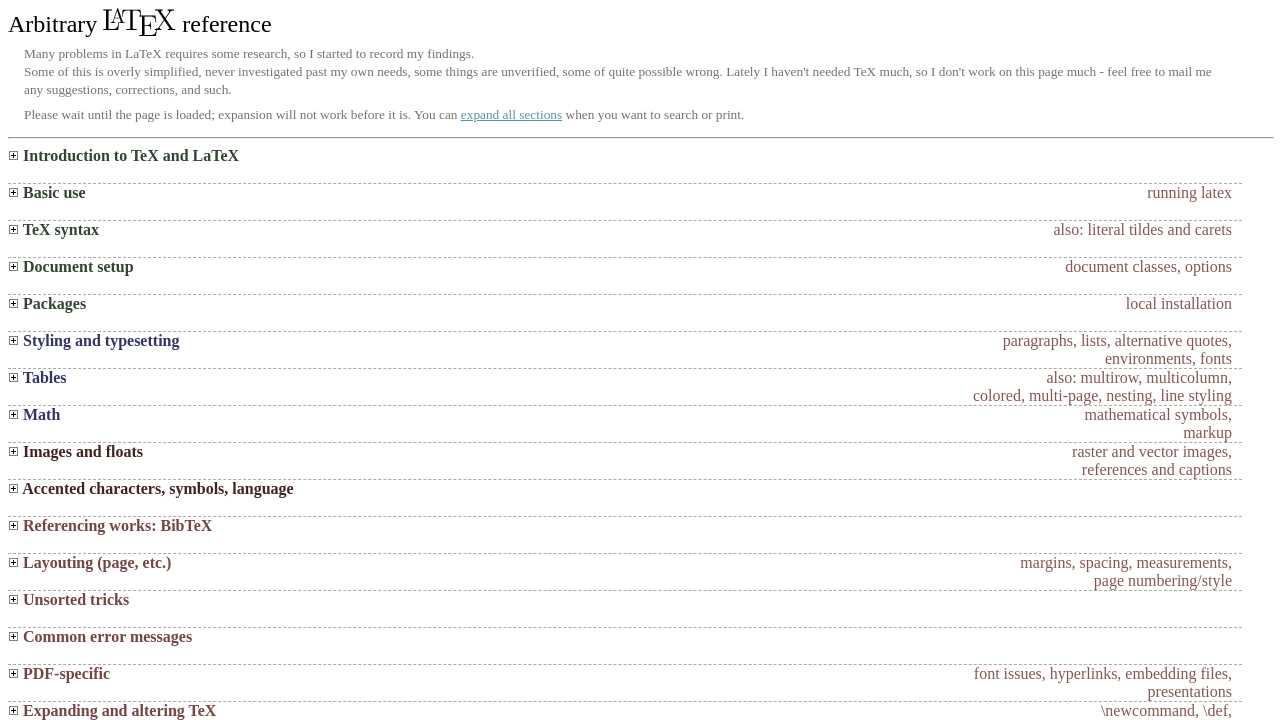 Arbitrary LATEX reference
Many problems in LaTeX requires some research, so I started to record my findings.
Some of this is overly simplified, never investigated past my own needs, some things are unverified, some of quite possible wrong. Lately I haven't needed TeX much, so I don't work on this page much - feel free to mail me
any suggestions, corrections, and such.
Please wait until the page is loaded; expansion will not work before it is. You can expand all sections when you want to search or print.
Introduction to TeX and LaTeX
Basic use running latex
TeX syntax also: literal tildes and carets
Document setup document classes, options
Packages local installation
Styling and typesetting paragraphs, lists, alternative quotes,
environments, fonts
Tables also: multirow, multicolumn,
colored, multi-page, nesting, line styling
Math mathematical symbols,
markup
Images and floats raster and vector images,
references and captions
Accented characters, symbols, language
Referencing works: BibTeX
Layouting (page, etc.) margins, spacing, measurements,
page numbering/style
Unsorted tricks
Common error messages
PDF-specific font issues, hyperlinks, embedding files,
presentations
Expanding and altering TeX \newcommand, \def,